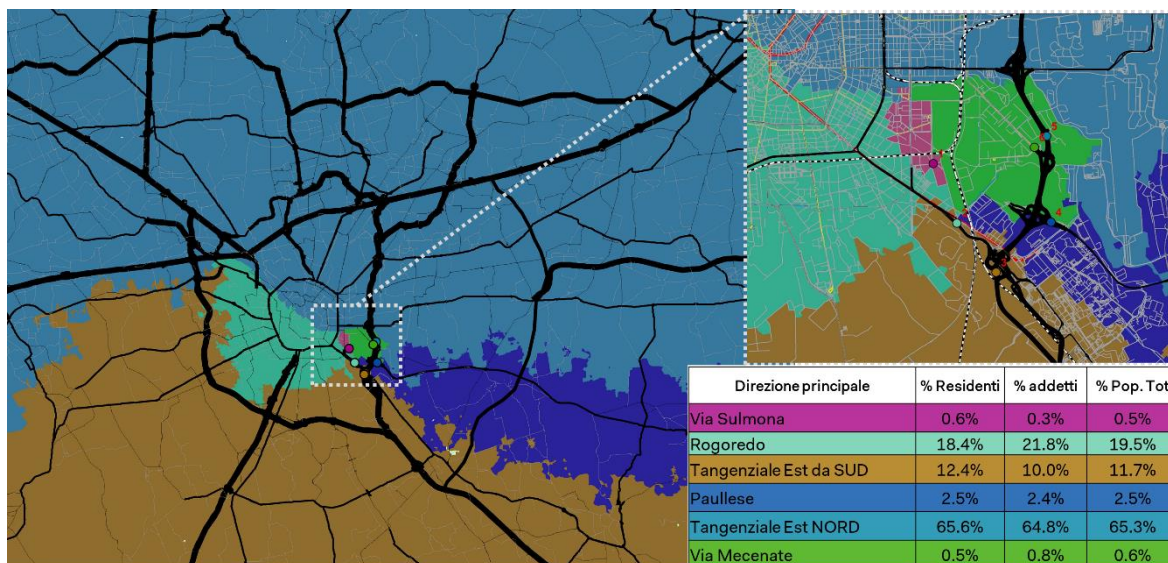 5
4
Direzione principale % Residenti % addetti % Pop. Tot
Via Sulmona 0.6% 0.3% 0.5%
Rogoredo 18.4% 21.8% 19.5%
Tangenziale Est da SUD 12.4% 10.0% 11.7%
Paullese 2.5% 2.4% 2.5%
Tangenziale Est NORD 65.6% 64.8% 65.3%
Via Mecenate 0.5% 0.8% 0.6%